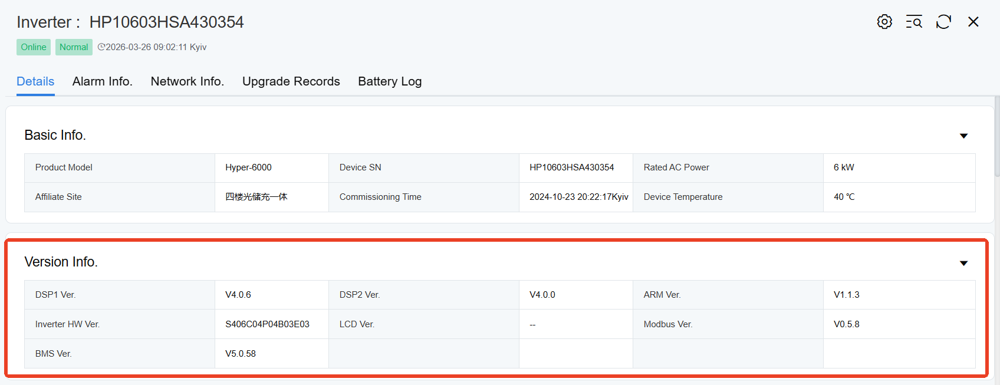 Inverter : HP10603HSA430354
Online Normal 2026-03-26 09:02:11 Kyiv
Details Alarm Info. Network Info. Upgrade Records Battery Log
Basic Info.
Product Model Hyper-6000 Device SN HP10603HSA430354 Rated AC Power 6 kW
Affiliate Site 四楼光储充一体 Commissioning Time 2024-10-23 20:22:17Kyiv Device Temperature 40 ℃
Version Info.
DSP1 Ver. V4.0.6 DSP2 Ver. V4.0.0 ARM Ver. V1.1.3
Inverter HW Ver. S406C04P04B03E03 LCD Ver. -- Modbus Ver. V0.5.8
BMS Ver. V5.0.58